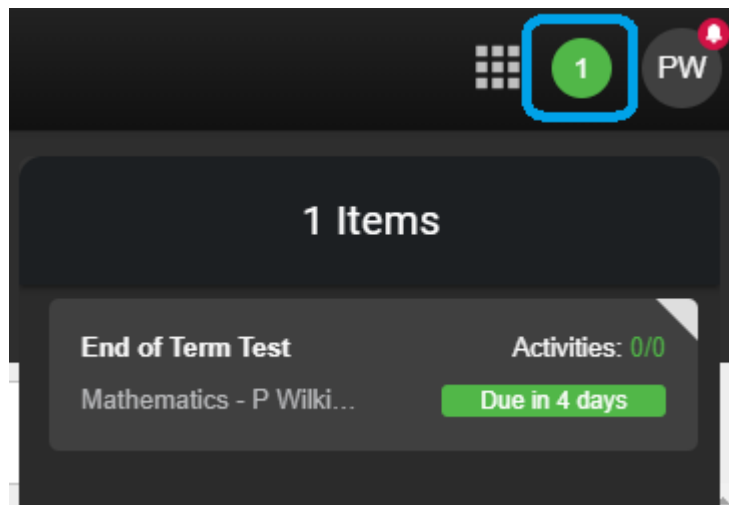 1
PW
1 Items
End of Term Test
Activities: 0/0
Mathematics - P Wilki...
Due in 4 days